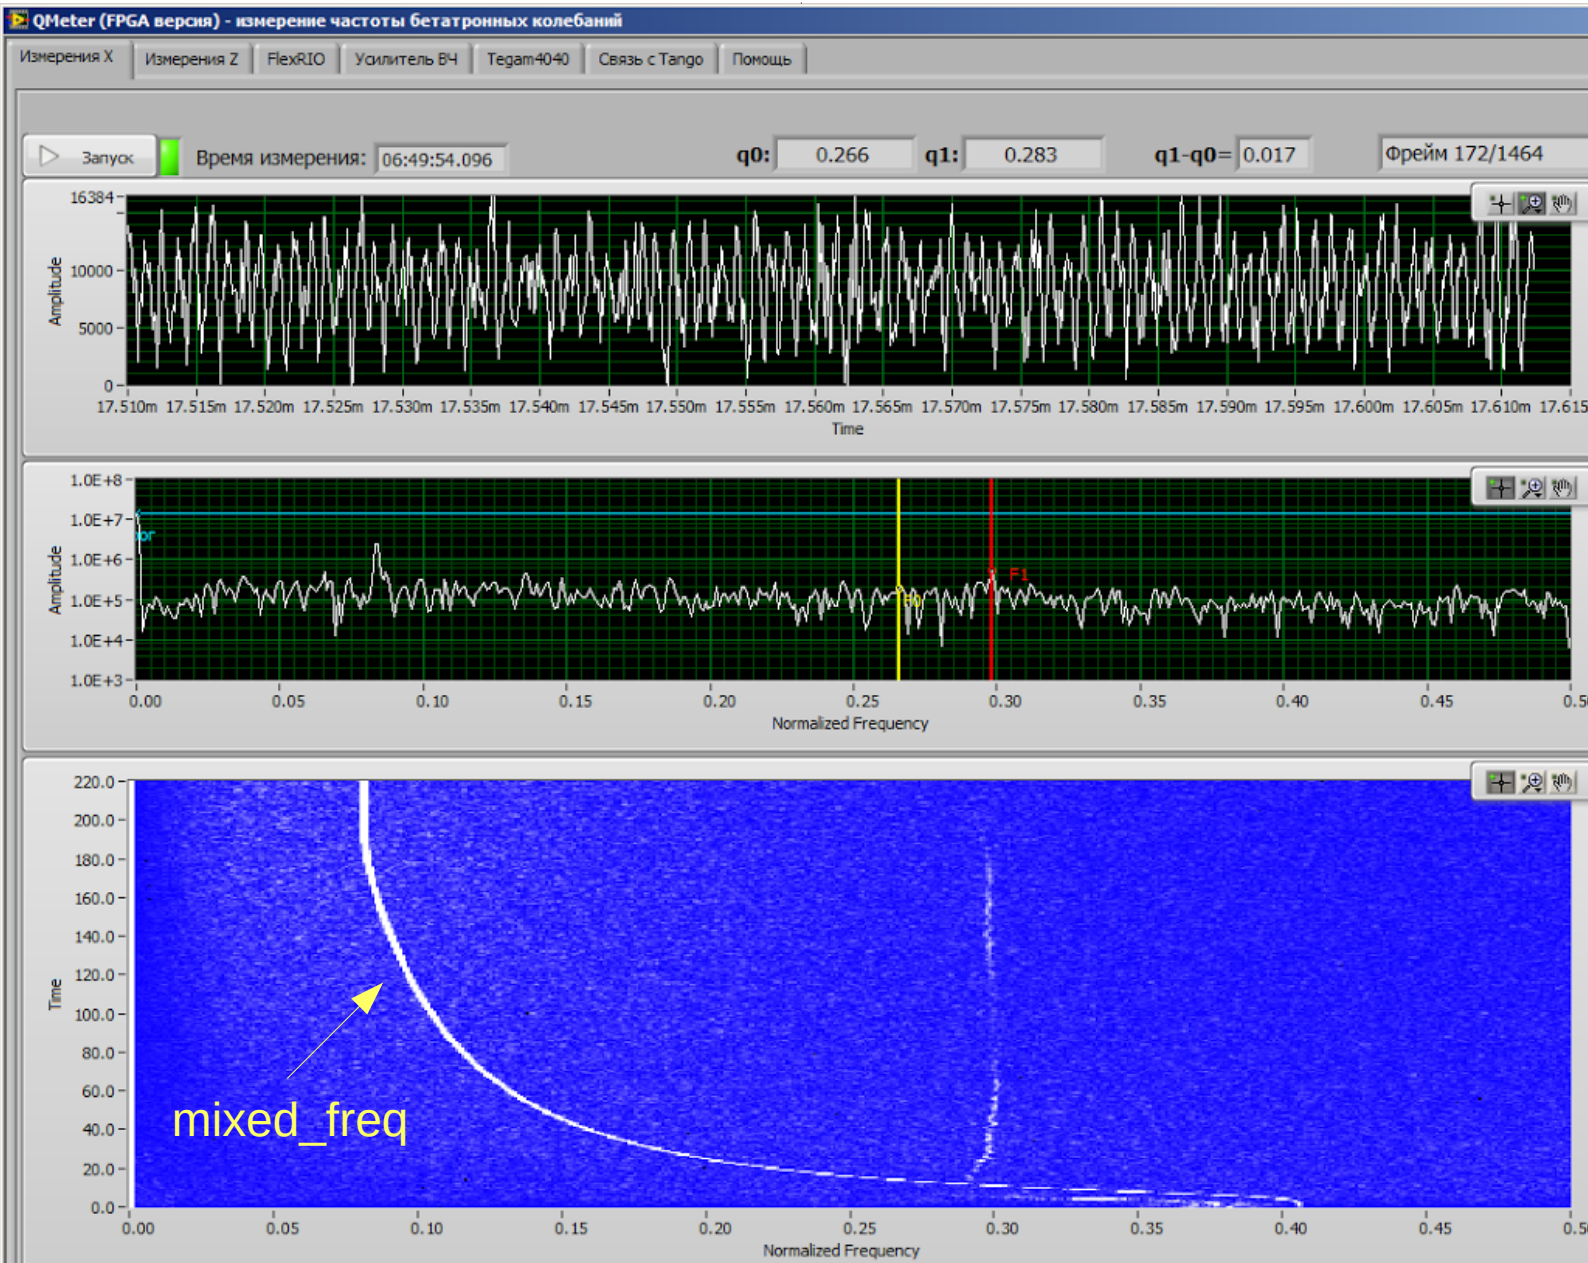 QMeter (FPGA версия) - измерение частоты бетатронных колебаний
Измерения X Измерения Z FlexRIO Усилитель ВЧ Tegam4040 Связь с Tango Помощь
Запуск Время измерения: 06:49:54.096 q0: 0.266 q1: 0.283 q1-q0= 0.017 Фрейм 172/1464
16384
10000
5000
0
Amplitude
17.510m 17.515m 17.520m 17.525m 17.530m 17.535m 17.540m 17.545m 17.550m 17.555m 17.560m 17.565m 17.570m 17.575m 17.580m 17.585m 17.590m 17.595m 17.600m 17.605m 17.610m 17.615
Time
1.0E+8
1.0E+7
1.0E+6
1.0E+5
1.0E+4
1.0E+3
Amplitude
or
F1
0.00 0.05 0.10 0.15 0.20 0.25 0.30 0.35 0.40 0.45 0.5
Normalized Frequency
220.0
200.0
180.0
160.0
140.0
120.0
100.0
80.0
60.0
40.0
20.0
0.0
Time
mixed_freq
0.00 0.05 0.10 0.15 0.20 0.25 0.30 0.35 0.40 0.45 0.5
Normalized Frequency